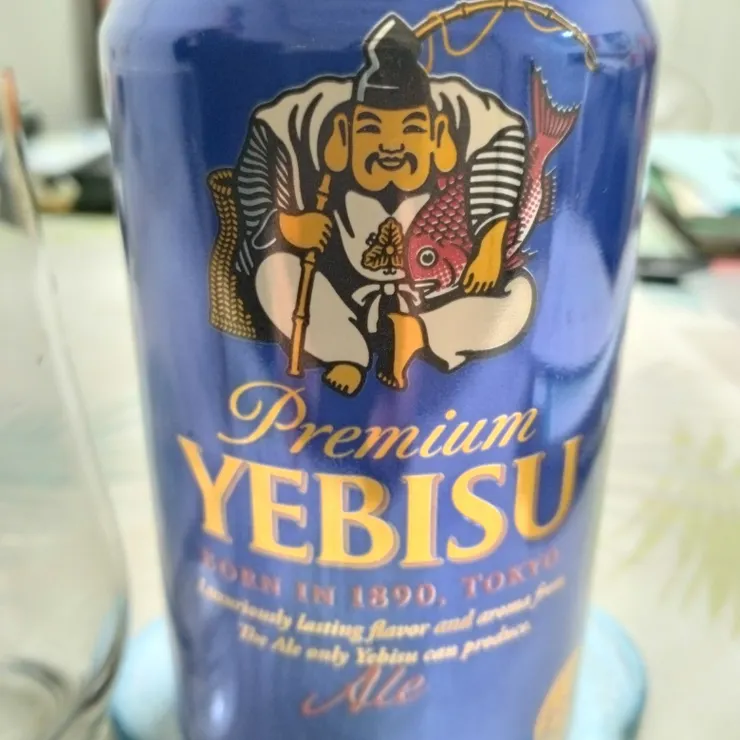 Premium
YEBISU
BORN IN 1890, TOKYO
Luxuriously lasting flavor and aroma from
The Ale only Yebisu can produce.
Ale